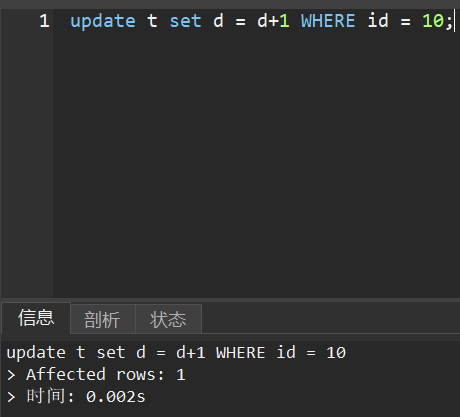 1 update t set d = d+1 WHERE id = 10;
信息 剖析 状态
update t set d = d+1 WHERE id = 10
> Affected rows: 1
> 时间: 0.002s